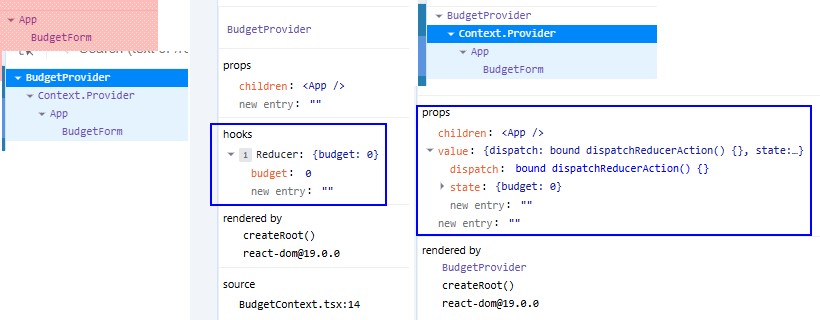 App
BudgetForm
BudgetProvider
Context.Provider
App
BudgetForm
BudgetProvider
props
children: <App />
new entry: ""
hooks
1 Reducer: {budget: 0}
budget: 0
new entry: ""
rendered by
createRoot()
react-dom@19.0.0
source
BudgetContext.tsx:14
BudgetProvider
Context.Provider
App
BudgetForm
props
children: <App />
value: {dispatch: bound dispatchReducerAction() {}, state:…}
dispatch: bound dispatchReducerAction() {}
state: {budget: 0}
new entry: ""
new entry: ""
rendered by
BudgetProvider
createRoot()
react-dom@19.0.0